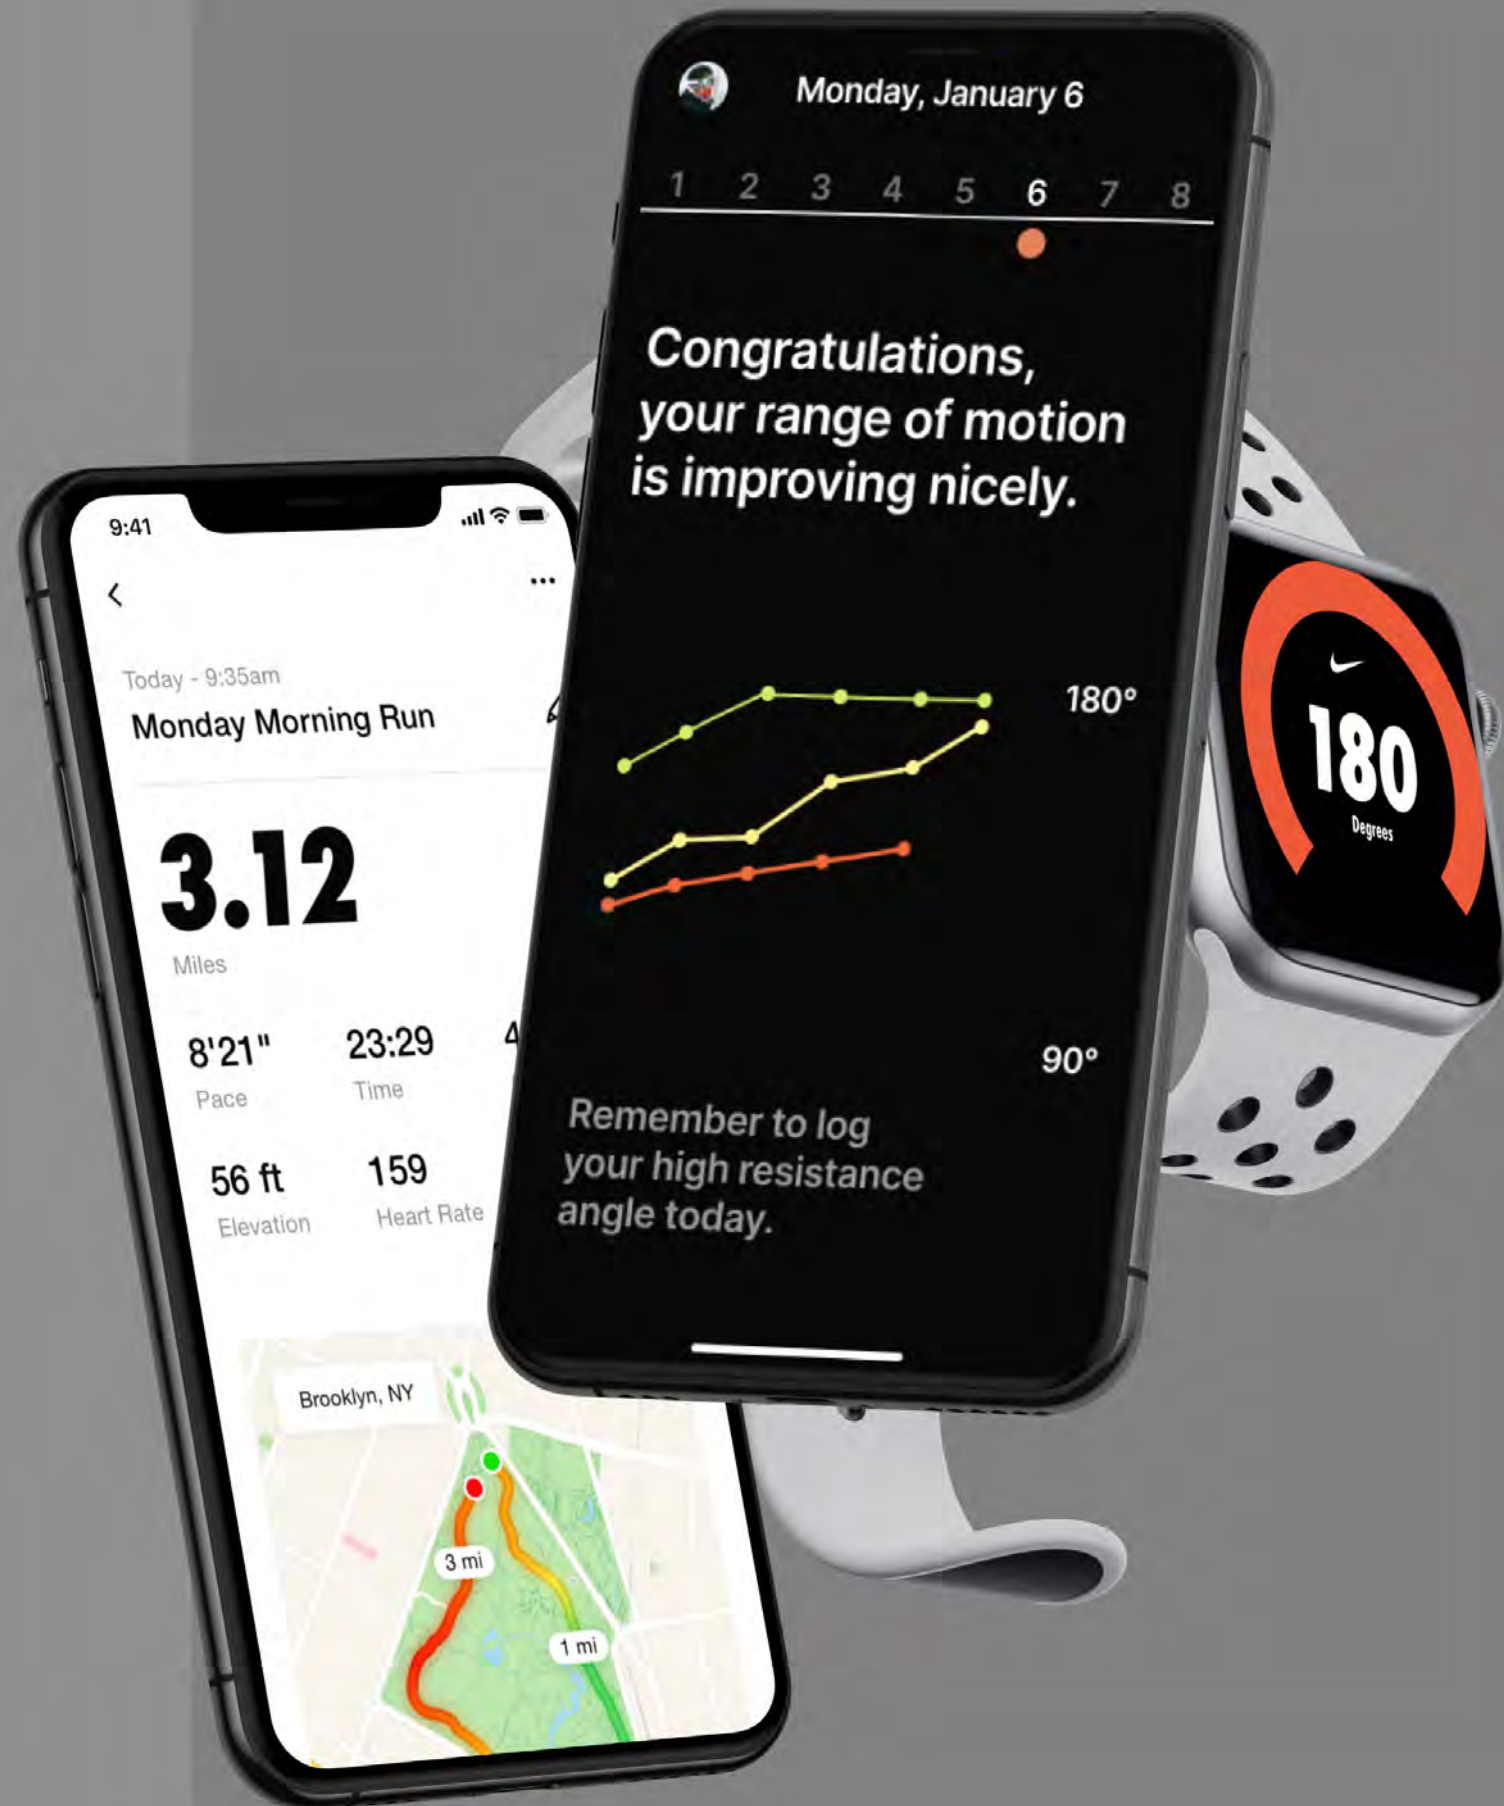 Monday, January 6
1 2 3 4 5 6 7 8
Congratulations,
your range of motion
is improving nicely.
180°
90°
Remember to log
your high resistance
angle today.
9:41
Today - 9:35am
Monday Morning Run
3.12
Miles
8'21" 23:29 4
Pace Time
56 ft 159
Elevation Heart Rate
Brooklyn, NY
3 mi
1 mi
180
Degrees